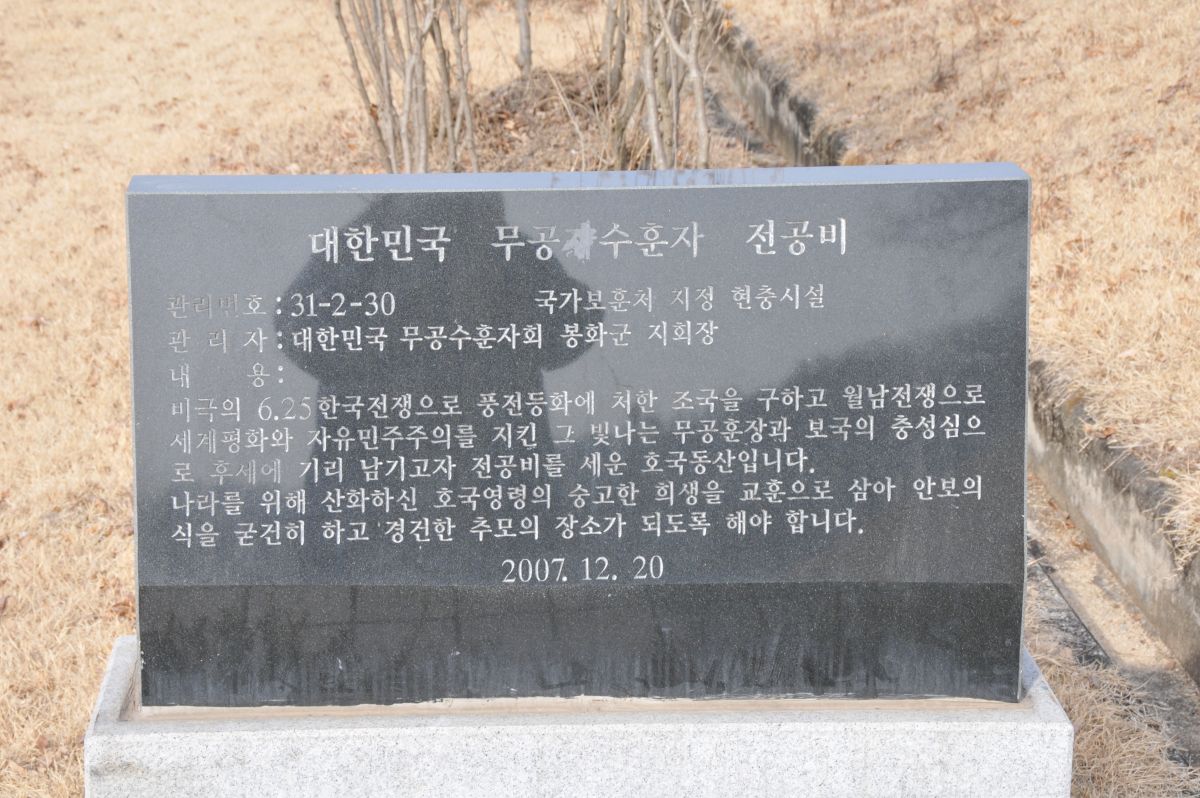 대한민국 무공수훈자 전공비
관리번호 : 31-2-30 국가보훈처 지정 현충시설
관 리 자 : 대한민국 무공수훈자회 봉화군 지회장
내 용 :
비극의 6.25한국전쟁으로 풍전등화에 처한 조국을 구하고 월남전쟁으로
세계평화와 자유민주주의를 지킨 그 빛나는 무공훈장과 보국의 충성심으
로 후세에 기리 남기고자 전공비를 세운 호국동산입니다.
나라를 위해 산화하신 호국영령의 숭고한 희생을 교훈으로 삼아 안보의
식을 굳건히 하고 경건한 추모의 장소가 되도록 해야 합니다.
2007. 12. 20